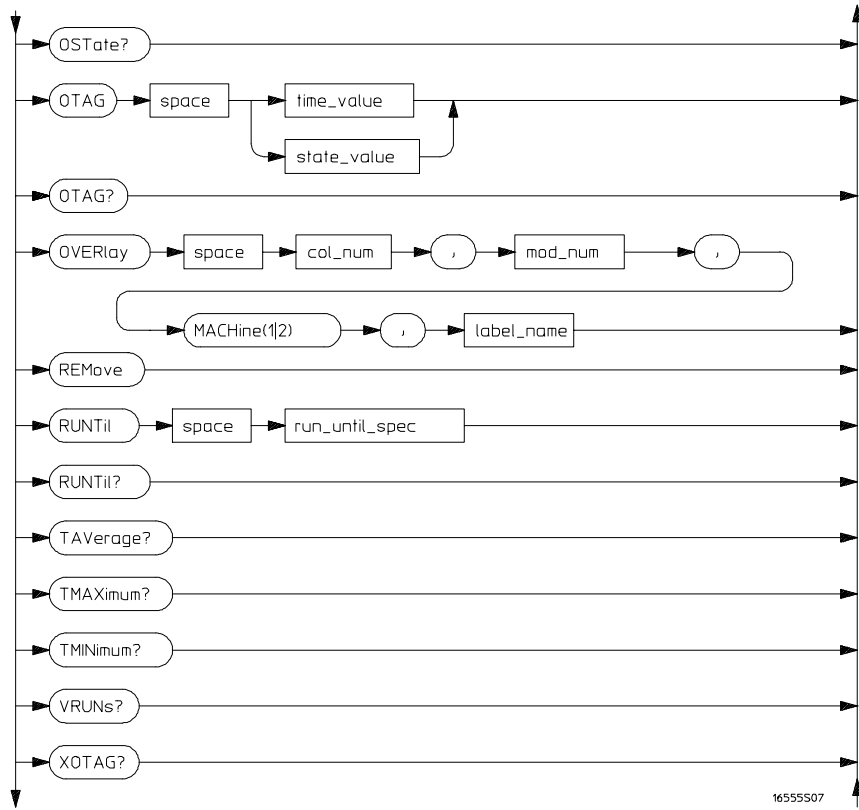 OSTate?
OTAG space time_value
state_value
OTAG?
OVERlay space col_num , mod_num ,
MACHine(1|2) , label_name
REMove
RUNTil space run_until_spec
RUNTil?
TAVerage?
TMAXimum?
TMINimum?
VRUNs?
XOTAG?
16555S07